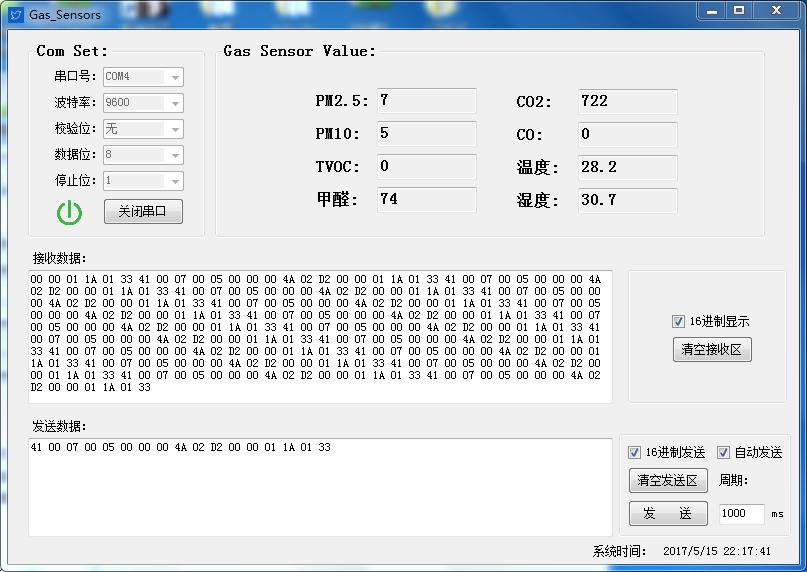 Gas_Sensors
Com Set:
串口号: COM4
波特率: 9600
校验位: 无
数据位: 8
停止位: 1
关闭串口
Gas Sensor Value:
PM2.5: 7 CO2: 722
PM10: 5 CO: 0
TVOC: 0 温度: 28.2
甲醛: 74 湿度: 30.7
接收数据:
00 00 01 1A 01 33 41 00 07 00 05 00 00 00 4A 02 D2 00 00 01 1A 01 33 41 00 07 00 05 00 00 00 4A
02 D2 00 00 01 1A 01 33 41 00 07 00 05 00 00 00 4A 02 D2 00 00 01 1A 01 33 41 00 07 00 05 00 00
00 4A 02 D2 00 00 01 1A 01 33 41 00 07 00 05 00 00 00 4A 02 D2 00 00 01 1A 01 33 41 00 07 00 05
00 00 00 4A 02 D2 00 00 01 1A 01 33 41 00 07 00 05 00 00 00 4A 02 D2 00 00 01 1A 01 33 41 00 07
00 05 00 00 00 4A 02 D2 00 00 01 1A 01 33 41 00 07 00 05 00 00 00 4A 02 D2 00 00 01 1A 01 33 41
00 07 00 05 00 00 00 4A 02 D2 00 00 01 1A 01 33 41 00 07 00 05 00 00 00 4A 02 D2 00 00 01 1A 01
33 41 00 07 00 05 00 00 00 4A 02 D2 00 00 01 1A 01 33 41 00 07 00 05 00 00 00 4A 02 D2 00 00 01
1A 01 33 41 00 07 00 05 00 00 00 4A 02 D2 00 00 01 1A 01 33 41 00 07 00 05 00 00 00 4A 02 D2 00
00 01 1A 01 33 41 00 07 00 05 00 00 00 4A 02 D2 00 00 01 1A 01 33 41 00 07 00 05 00 00 00 4A 02
D2 00 00 01 1A 01 33
16进制显示
清空接收区
发送数据:
41 00 07 00 05 00 00 00 4A 02 D2 00 00 01 1A 01 33
16进制发送 自动发送
清空发送区 周期:
发 送 1000 ms
系统时间: 2017/5/15 22:17:41